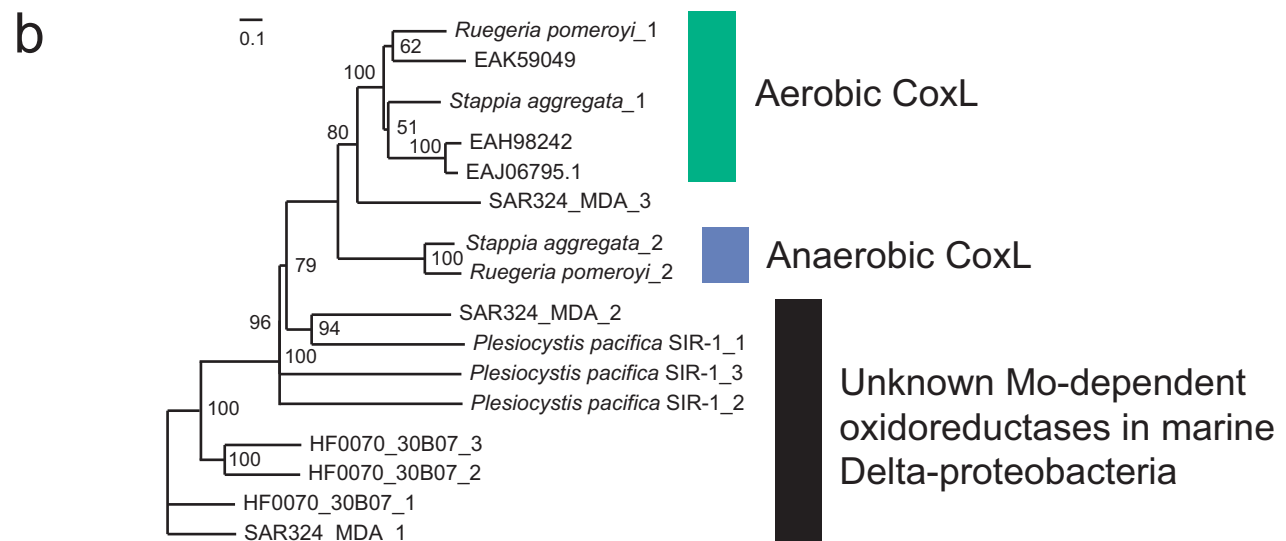 b
0.1
Ruegeria pomeroyi_1
62
EAK59049
100
Aerobic CoxL
Stappia aggregata_1
51
80
100
EAH98242
EAJ06795.1
SAR324_MDA_3
Stappia aggregata_2
100
Anaerobic CoxL
79
Ruegeria pomeroyi_2
SAR324_MDA_2
96
94
Plesiocystis pacifica SIR-1_1
100
Plesiocystis pacifica SIR-1_3
Unknown Mo-dependent
oxidoreductases in marine
Delta-proteobacteria
Plesiocystis pacifica SIR-1_2
100
HF0070_30B07_3
100
HF0070_30B07_2
HF0070_30B07_1
SAR324_MDA_1